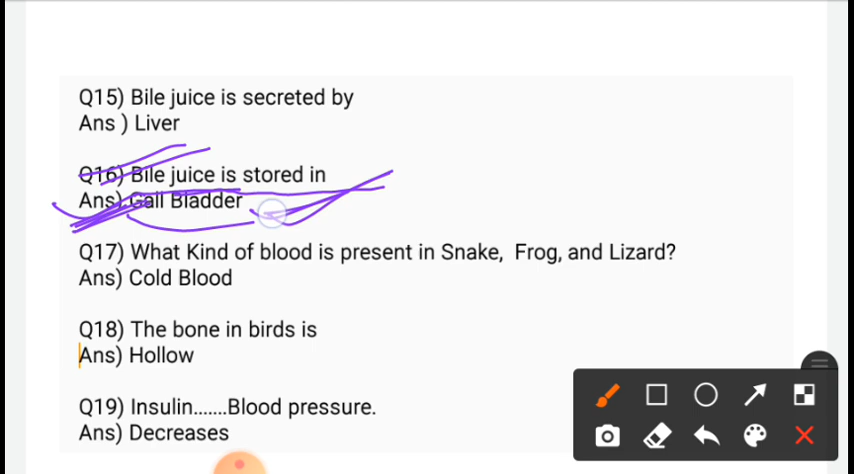 Q15) Bile juice is secreted by
Ans ) Liver
Q16) Bile juice is stored in
Ans) Gall Bladder
Q17) What Kind of blood is present in Snake, Frog, and Lizard?
Ans) Cold Blood
Q18) The bone in birds is
Ans) Hollow
Q19) Insulin.......Blood pressure.
Ans) Decreases